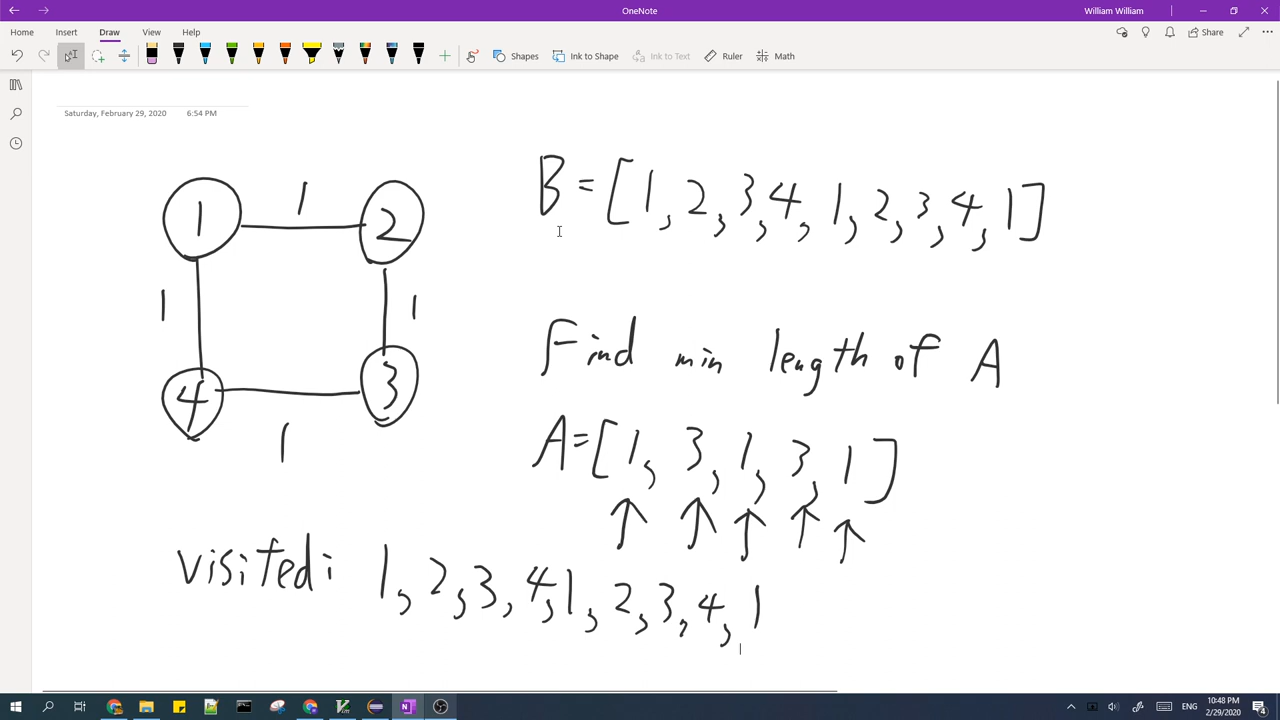 OneNote
William William
Home Insert Draw View Help
Share
Shapes Ink to Shape Ink to Text Ruler Math
Saturday, February 29, 2020 6:54 PM
1 1 2
1 1
4 3
1
B=[1,2,3,4,1,2,3,4,1]
Find min length of A
A=[1,3,1,3,1]
visited: 1,2,3,4,1,2,3,4,1
ENG 10:48 PM
2/29/2020
4